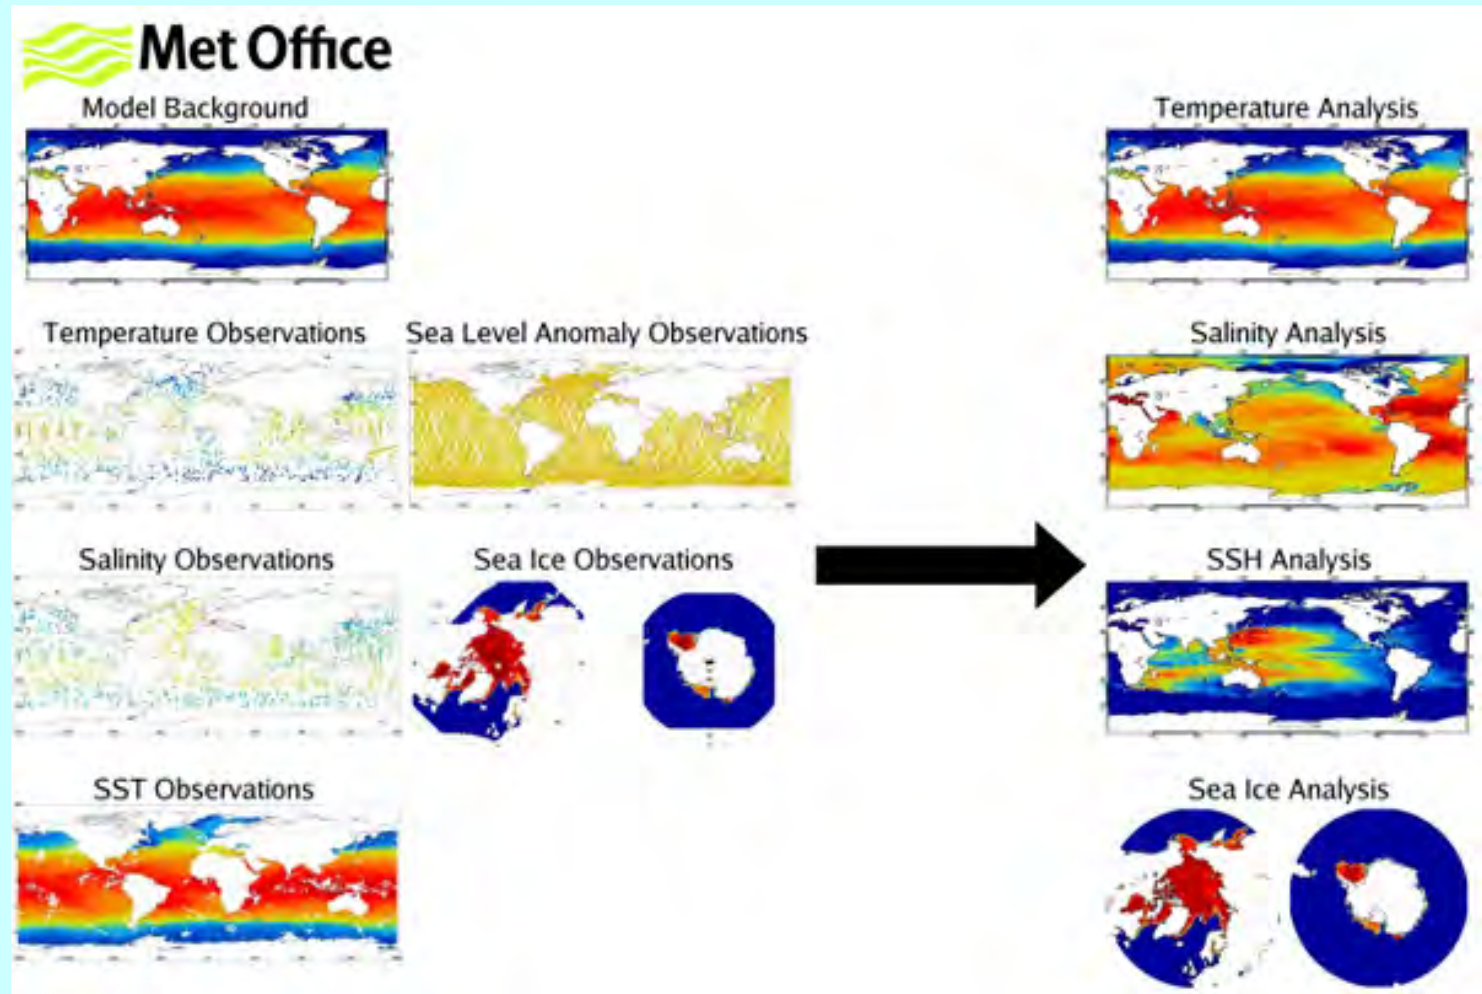 Met Office
Model Background
Temperature Analysis
Temperature Observations
Sea Level Anomaly Observations
Salinity Analysis
Salinity Observations
Sea Ice Observations
SSH Analysis
SST Observations
Sea Ice Analysis